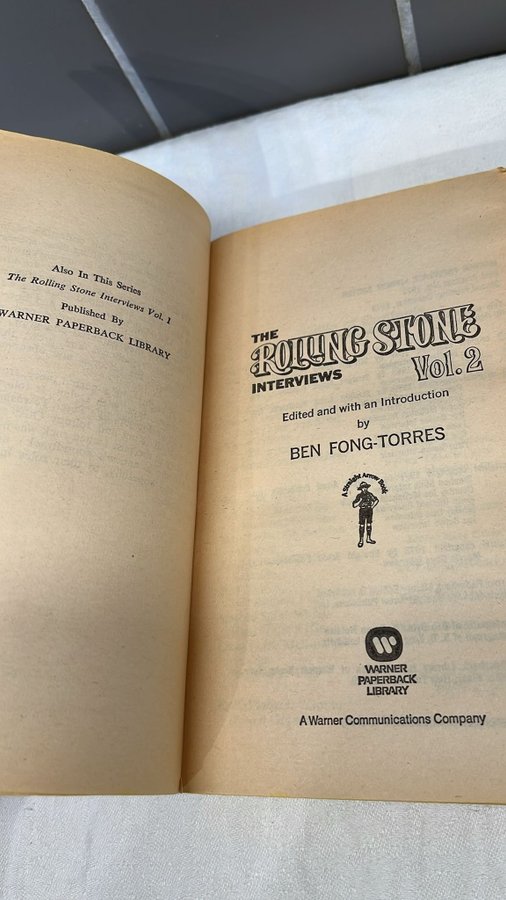 Also In This Series
The Rolling Stone Interviews Vol. I
Published By
WARNER PAPERBACK LIBRARY
THE
ROLLING STONE
INTERVIEWS Vol. 2
Edited and with an Introduction
by
BEN FONG-TORRES
A Straight Arrow Book
WARNER
PAPERBACK
LIBRARY
A Warner Communications Company